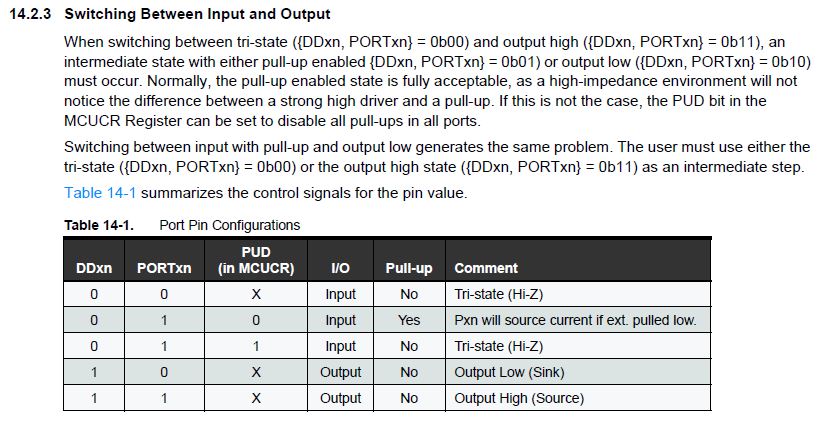 14.2.3 Switching Between Input and Output
When switching between tri-state ({DDxn, PORTxn} = 0b00) and output high ({DDxn, PORTxn} = 0b11), an
intermediate state with either pull-up enabled {DDxn, PORTxn} = 0b01) or output low ({DDxn, PORTxn} = 0b10)
must occur. Normally, the pull-up enabled state is fully acceptable, as a high-impedance environment will not
notice the difference between a strong high driver and a pull-up. If this is not the case, the PUD bit in the
MCUCR Register can be set to disable all pull-ups in all ports.
Switching between input with pull-up and output low generates the same problem. The user must use either the
tri-state ({DDxn, PORTxn} = 0b00) or the output high state ({DDxn, PORTxn} = 0b11) as an intermediate step.
Table 14-1 summarizes the control signals for the pin value.
Table 14-1. Port Pin Configurations
DDxn PORTxn PUD (in MCUCR) I/O Pull-up Comment
0 0 X Input No Tri-state (Hi-Z)
0 1 0 Input Yes Pxn will source current if ext. pulled low.
0 1 1 Input No Tri-state (Hi-Z)
1 0 X Output No Output Low (Sink)
1 1 X Output No Output High (Source)